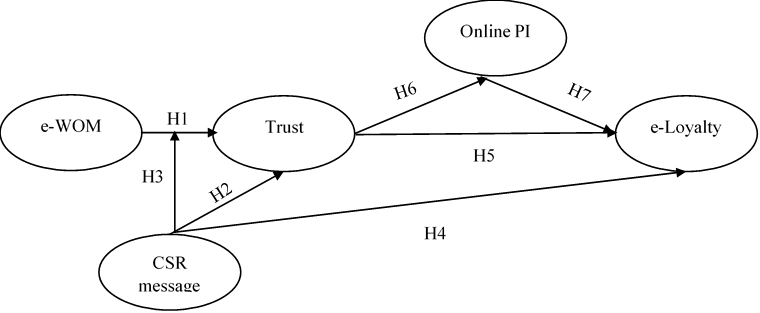 Online PI
H6
H7
e-WOM
H1
Trust
e-Loyalty
H3
H2
H5
H4
CSR
message